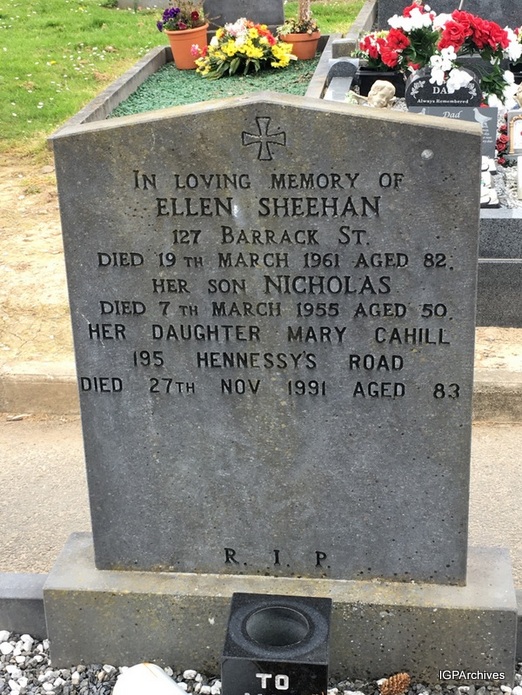 DAD
Always Remembered
Dad
IN LOVING MEMORY OF
ELLEN SHEEHAN
127 BARRACK ST.
DIED 19TH MARCH 1961 AGED 82.
HER SON NICHOLAS
DIED 7TH MARCH 1955 AGED 50.
HER DAUGHTER MARY CAHILL
195 HENNESSY'S ROAD
DIED 27TH NOV 1991 AGED 83
R. I. P.
TO
IGPArchives